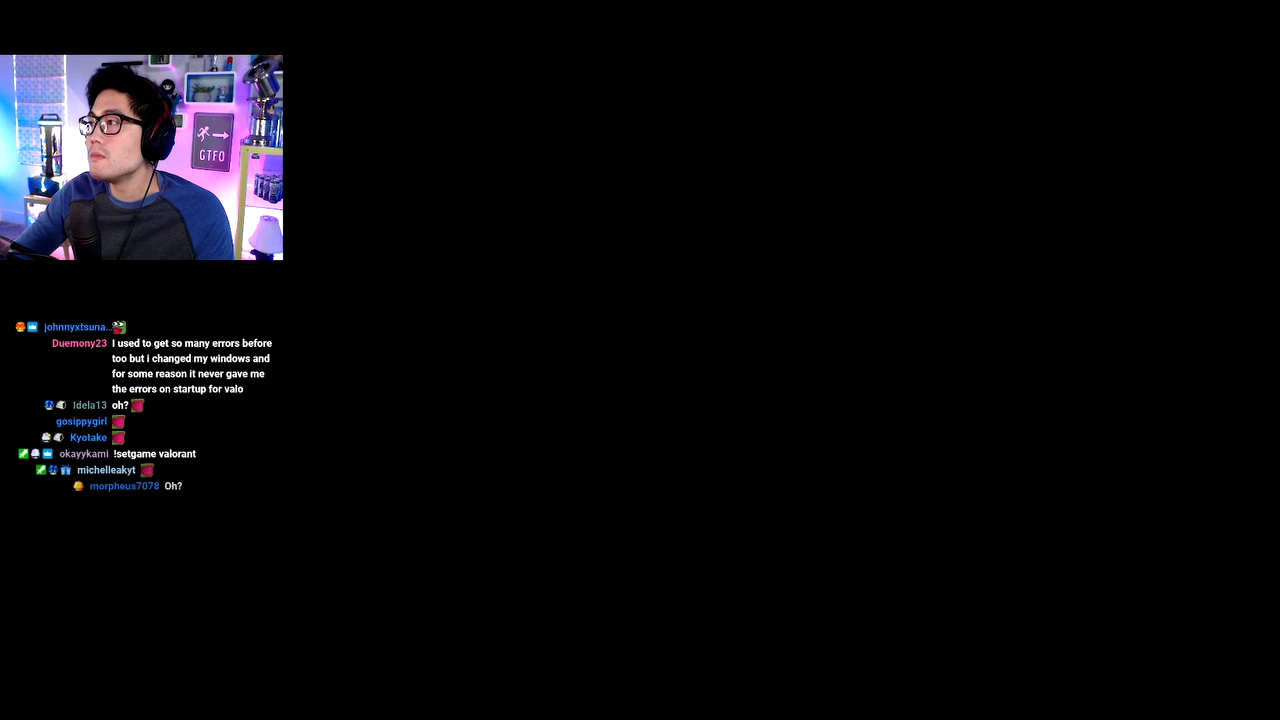 GTFO
johnnyxtsuna...
Duemony23 I used to get so many errors before
too but i changed my windows and
for some reason it never gave me
the errors on startup for valo
Idela13 oh?
gosippygirl
Kyotake
okayykami !setgame valorant
michelleakyt
morpheus7078 Oh?